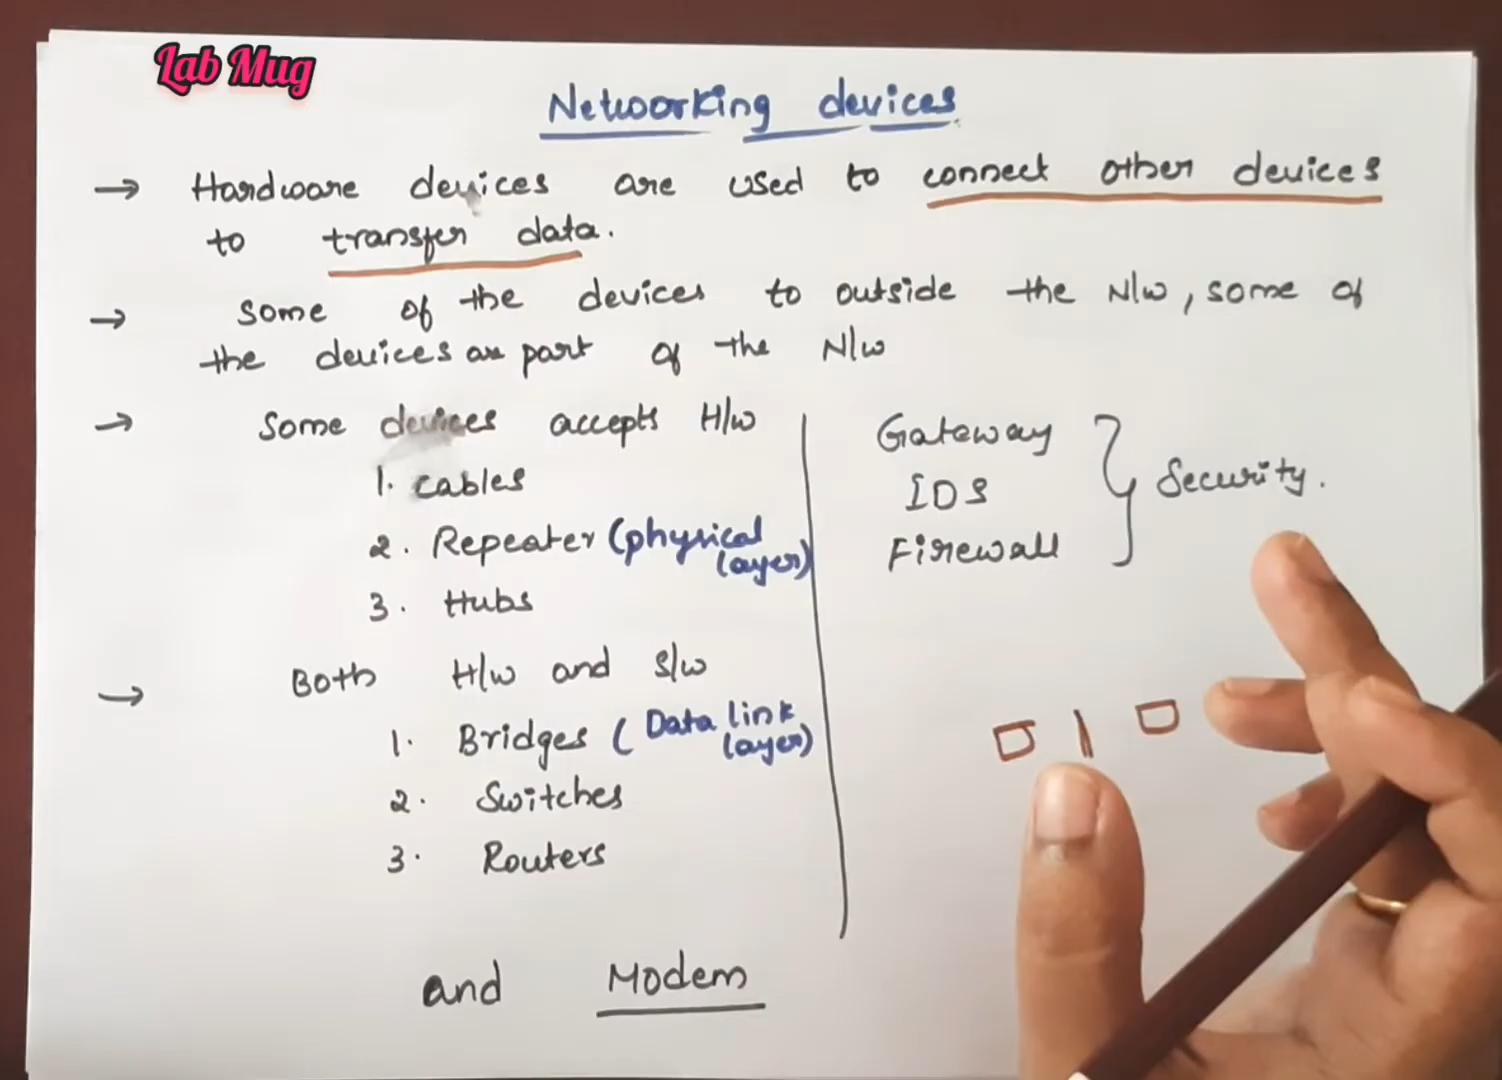 Lab Mug
Networking devices
→ Hardware devices are used to connect other devices
to transfer data.
→ Some of the devices to outside the N/w, some of
the devices are part of the N/w
→ Some devices accepts H/w
1. cables
2. Repeater (physical
layer)
3. Hubs
→ Both H/w and S/w
1. Bridges ( Data link
layer)
2. Switches
3. Routers
and Modem
Gateway
IDS
Firewall
Security.